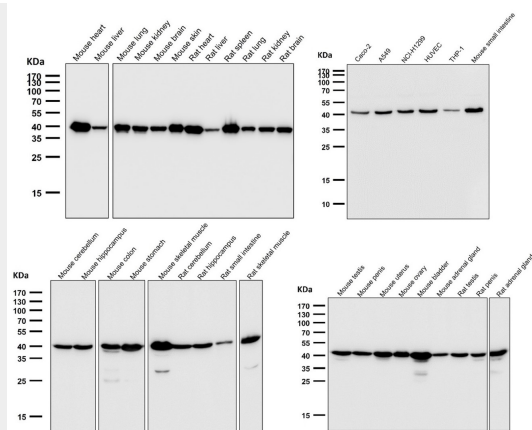 Mouse heart
Mouse liver
Mouse lung
Mouse kidney
Mouse brain
Mouse skin
Rat heart
Rat liver
Rat spleen
Rat lung
Rat kidney
Rat brain
KDa
170
130
100
70
55
40
35
25
15
Caco-2
A549
NCI-H1299
HUVEC
THP-1
Mouse small intestine
KDa
170
130
100
70
55
40
35
25
15
10
Mouse cerebellum
Mouse hippocampus
Mouse colon
Mouse stomach
Mouse skeletal muscle
Rat cerebellum
Rat hippocampus
Rat small intestine
Rat skeletal muscle
KDa
170
130
100
70
55
40
35
25
15
Mouse testis
Mouse penis
Mouse uterus
Mouse ovary
Mouse bladder
Mouse adrenal gland
Rat testis
Rat penis
Rat adrenal gland
KDa
170
130
100
70
55
40
35
25
15